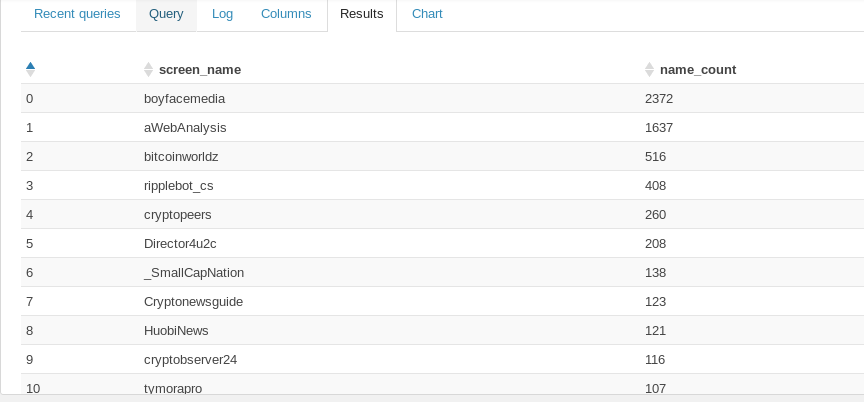 Recent queries Query Log Columns Results Chart
screen_name name_count
0 boyfacemedia 2372
1 aWebAnalysis 1637
2 bitcoinworldz 516
3 ripplebot_cs 408
4 cryptopeers 260
5 Director4u2c 208
6 _SmallCapNation 138
7 Cryptonewsguide 123
8 HuobiNews 121
9 cryptobserver24 116
10 tymorapro 107